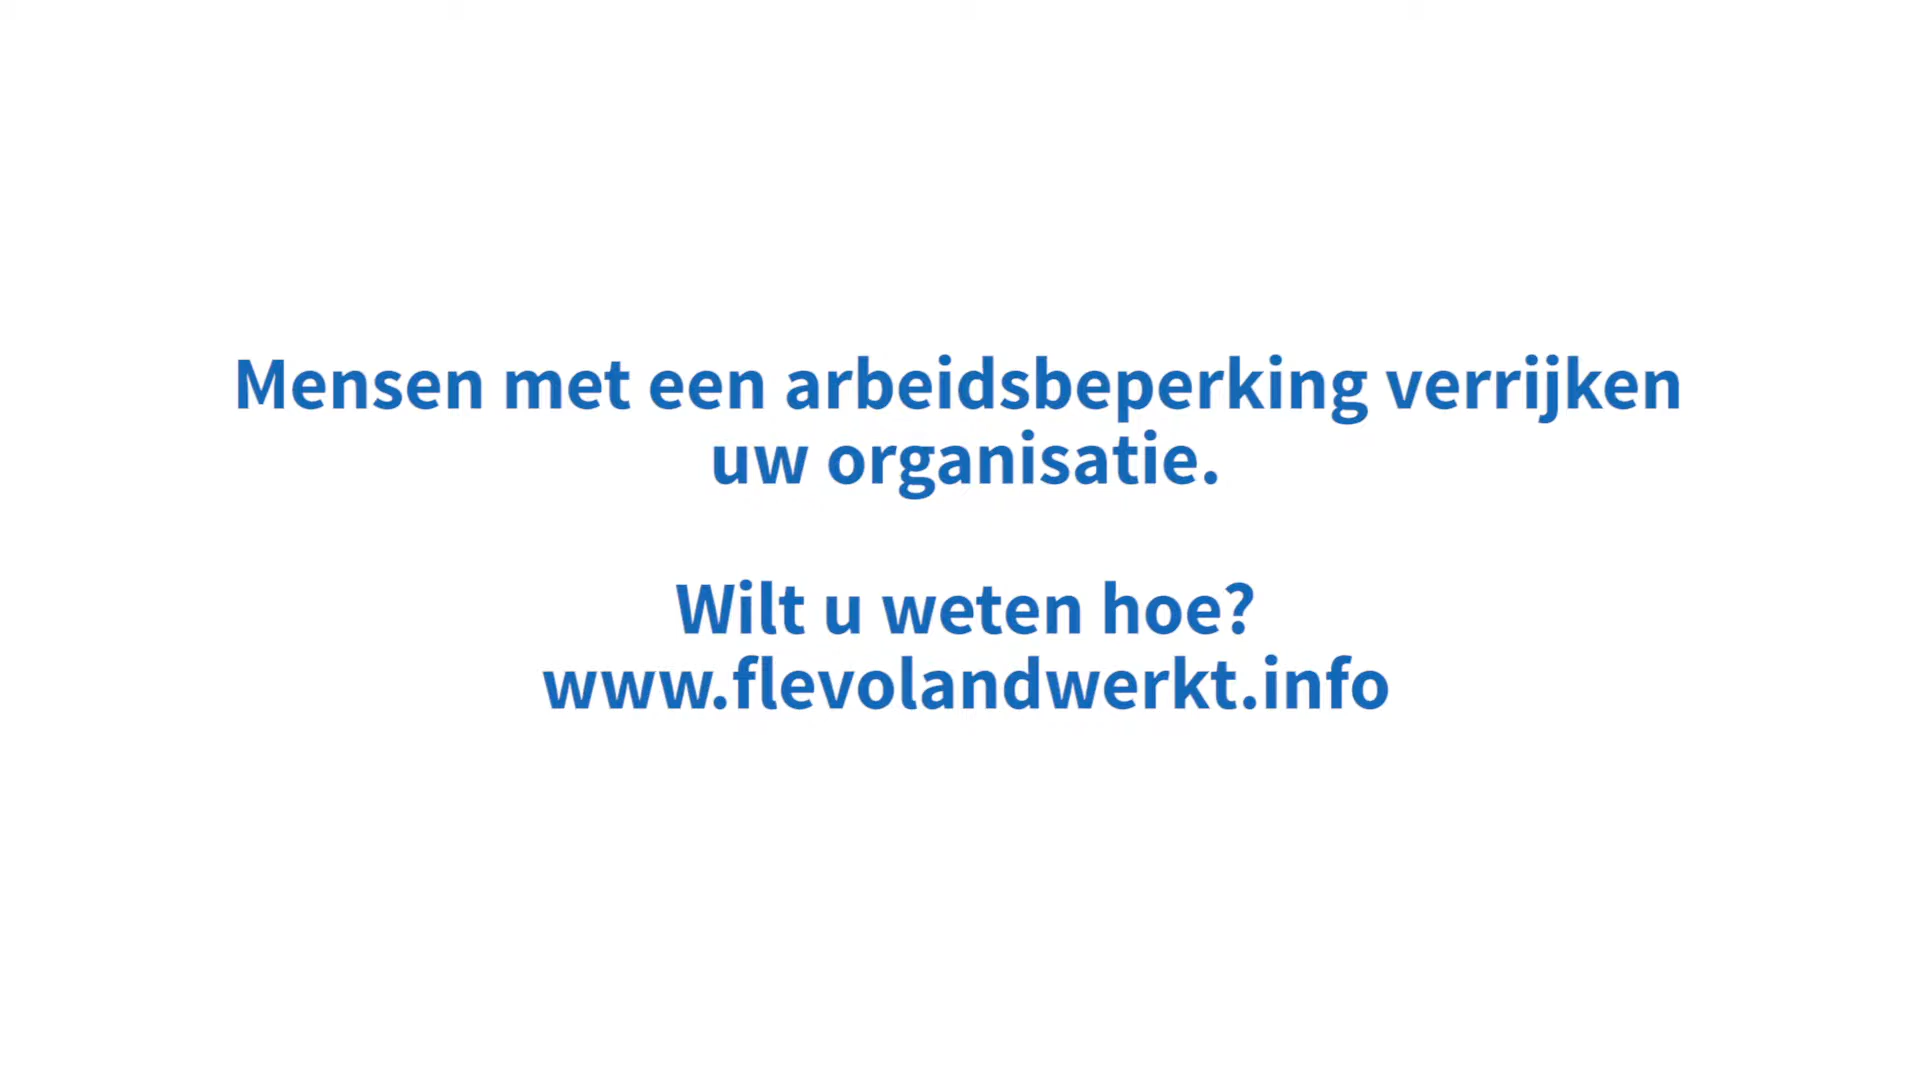 Mensen met een arbeidsbeperking verrijken
uw organisatie.
Wilt u weten hoe?
www.flevolandwerkt.info